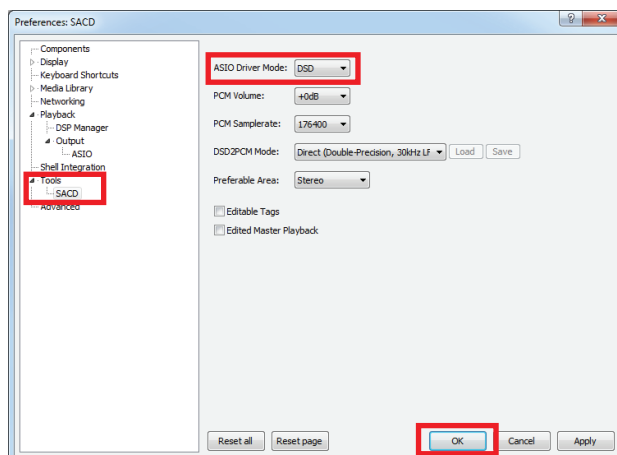 Preferences: SACD
Components
Display
Keyboard Shortcuts
Media Library
Networking
Playback
DSP Manager
Output
ASIO
Shell Integration
Tools
SACD
Advanced
ASIO Driver Mode: DSD
PCM Volume: +0dB
PCM Samplerate: 176400
DSD2PCM Mode: Direct (Double-Precision, 30kHz LF Load Save
Preferable Area: Stereo
Editable Tags
Edited Master Playback
Reset all Reset page OK Cancel Apply